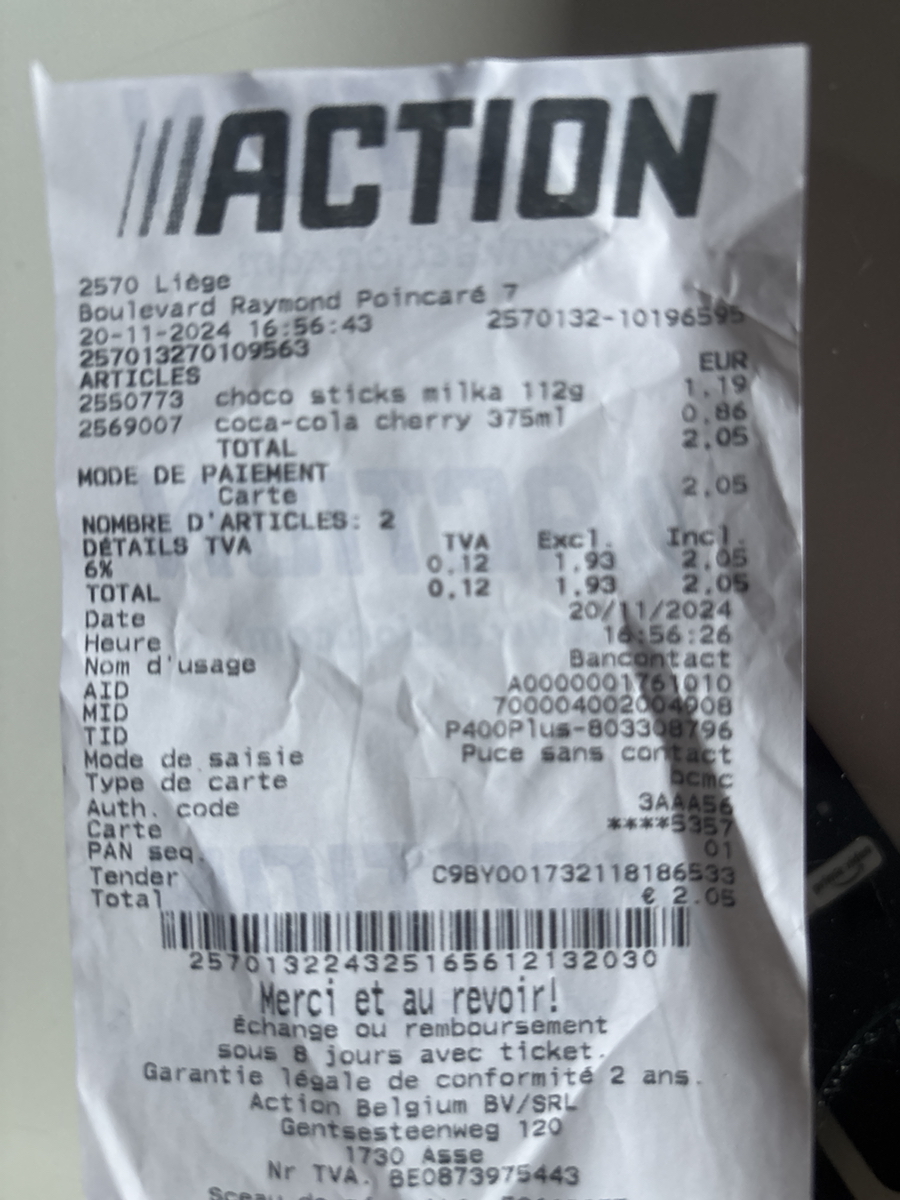 ACTION
2570 Liège
Boulevard Raymond Poincaré 7
20-11-2024 16:56:43 2570132-10196595
257013270109563
ARTICLES EUR
2550773 choco sticks milka 112g 1.19
2569007 coca-cola cherry 375ml 0.86
TOTAL 2.05
MODE DE PAIEMENT
Carte 2.05
NOMBRE D'ARTICLES: 2
DÉTAILS TVA TVA Excl. Incl.
6% 0.12 1.93 2.05
TOTAL 0.12 1.93 2.05
Date 20/11/2024
Heure 16:56:26
Nom d'usage Bancontact
AID A0000001761010
MID 700004002004908
TID P400Plus-803308796
Mode de saisie Puce sans contact
Type de carte bcmc
Auth. code 3AAA56
Carte ****5357
PAN seq. 01
Tender C9BY001732118186533
Total € 2.05
257013224325165612132030
Merci et au revoir!
Échange ou remboursement
sous 8 jours avec ticket.
Garantie légale de conformité 2 ans.
Action Belgium BV/SRL
Gentsesteenweg 120
1730 Asse
Nr TVA. BE0873975443